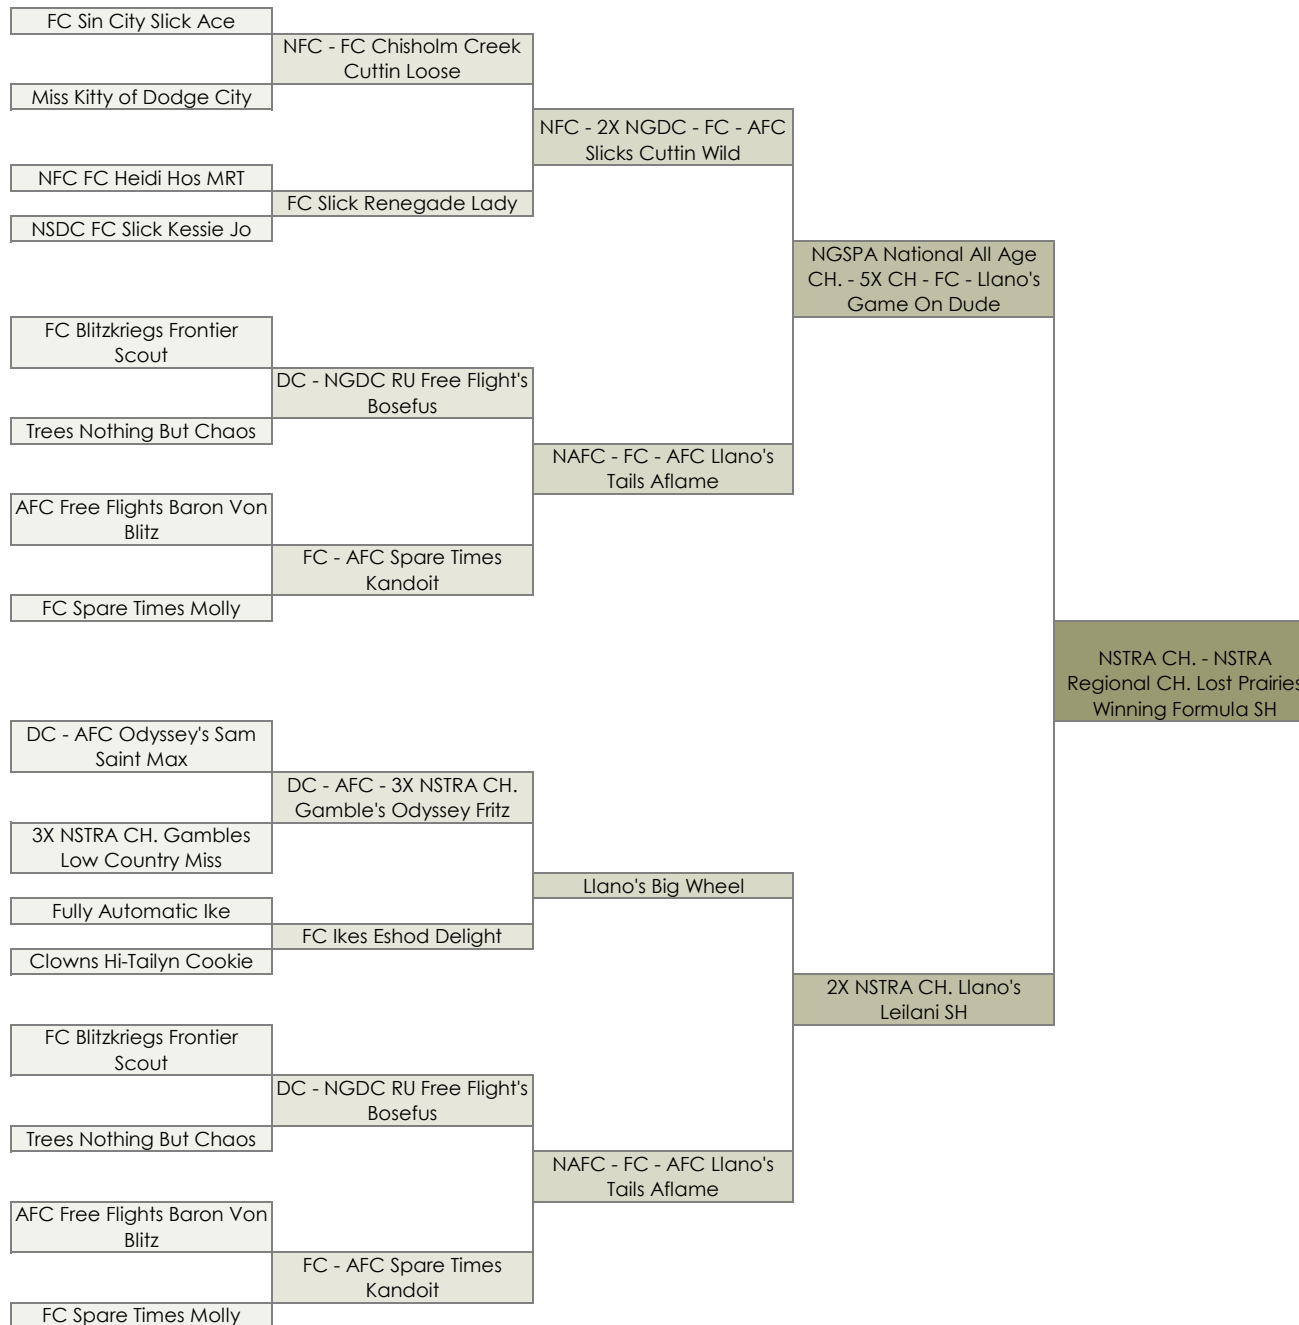 FC Sin City Slick Ace
NFC - FC Chisholm Creek
Cuttin Loose
Miss Kitty of Dodge City
NFC - 2X NGDC - FC - AFC
Slicks Cuttin Wild
NFC FC Heidi Hos MRT
FC Slick Renegade Lady
NSDC FC Slick Kessie Jo
NGSPA National All Age
CH. - 5X CH - FC - Llano's
Game On Dude
FC Blitzkriegs Frontier
Scout
DC - NGDC RU Free Flight's
Bosefus
Trees Nothing But Chaos
NAFC - FC - AFC Llano's
Tails Aflame
AFC Free Flights Baron Von
Blitz
FC - AFC Spare Times
Kandoit
FC Spare Times Molly
NSTRA CH. - NSTRA
Regional CH. Lost Prairies
Winning Formula SH
DC - AFC Odyssey's Sam
Saint Max
DC - AFC - 3X NSTRA CH.
Gamble's Odyssey Fritz
3X NSTRA CH. Gambles
Low Country Miss
Llano's Big Wheel
Fully Automatic Ike
FC Ikes Eshod Delight
Clowns Hi-Tailyn Cookie
2X NSTRA CH. Llano's
Leilani SH
FC Blitzkriegs Frontier
Scout
DC - NGDC RU Free Flight's
Bosefus
Trees Nothing But Chaos
NAFC - FC - AFC Llano's
Tails Aflame
AFC Free Flights Baron Von
Blitz
FC - AFC Spare Times
Kandoit
FC Spare Times Molly